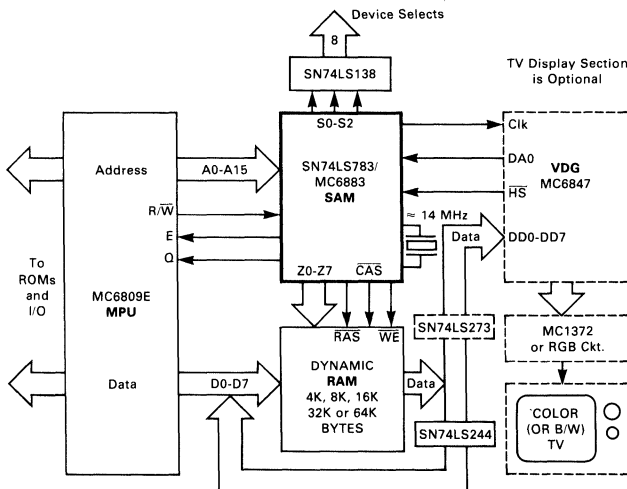 Device Selects
8
SN74LS138
TV Display Section
is Optional
S0-S2
SN74LS783/
MC6883
SAM
Clk
DA0
HS
VDG
MC6847
DD0-DD7
Address
A0-A15
R/W
E
Q
≈ 14 MHz
Data
Z0-Z7
CAS
To
ROMs
and
I/O
MC6809E
MPU
RAS
WE
SN74LS273
MC1372
or RGB Ckt.
Data
D0-D7
DYNAMIC
RAM
4K, 8K, 16K
32K or 64K
BYTES
Data
SN74LS244
COLOR
(OR B/W)
TV